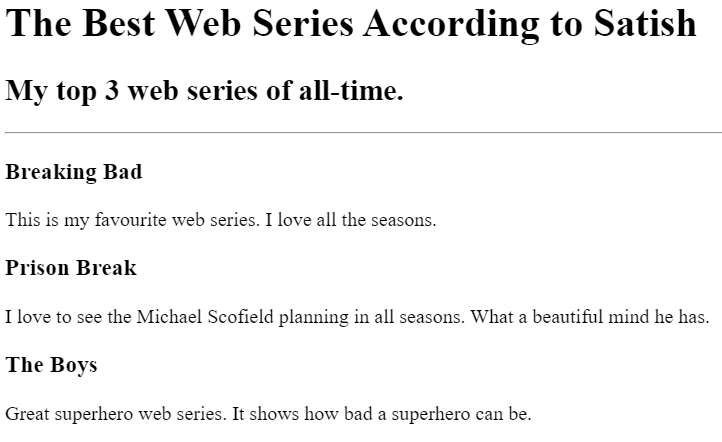 The Best Web Series According to Satish
My top 3 web series of all-time.
Breaking Bad
This is my favourite web series. I love all the seasons.
Prison Break
I love to see the Michael Scofield planning in all seasons. What a beautiful mind he has.
The Boys
Great superhero web series. It shows how bad a superhero can be.